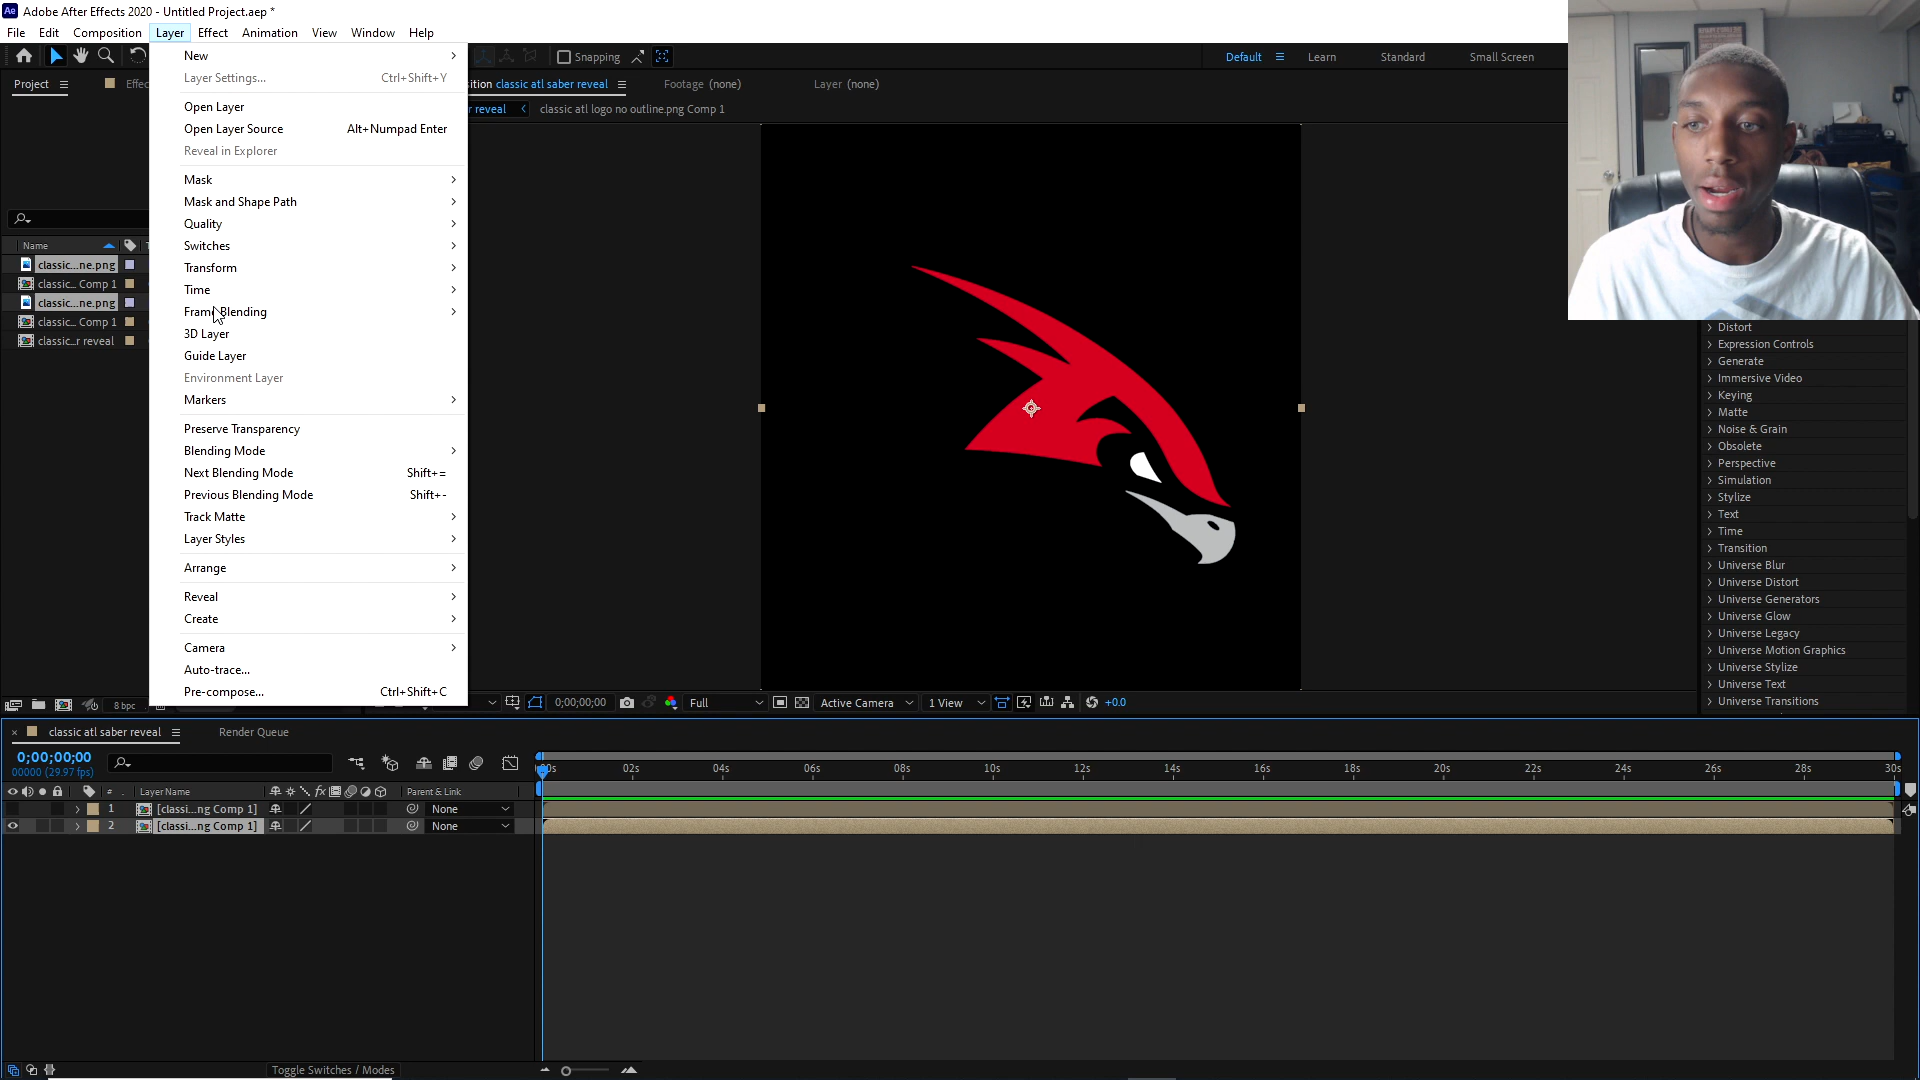 Adobe After Effects 2020 - Untitled Project.aep *
File Edit Composition Layer Effect Animation View Window Help
Snapping
Default
Learn
Standard
Small Screen
New
Layer Settings... Ctrl+Shift+Y
Open Layer
Open Layer Source Alt+Numpad Enter
Reveal in Explorer
Mask
Mask and Shape Path
Quality
Switches
Transform
Time
Frame Blending
3D Layer
Guide Layer
Environment Layer
Markers
Preserve Transparency
Blending Mode
Next Blending Mode Shift+=
Previous Blending Mode Shift+-
Track Matte
Layer Styles
Arrange
Reveal
Create
Camera
Auto-trace...
Pre-compose... Ctrl+Shift+C
Project
Effec
Name
classic...ne.png
classic... Comp 1
classic...ne.png
classic... Comp 1
classic...r reveal
8 bpc
sition classic atl saber reveal
Footage (none)
Layer (none)
r reveal
classic atl logo no outline.png Comp 1
0;00;00;00
Full
Active Camera
1 View
+0.0
Distort
Expression Controls
Generate
Immersive Video
Keying
Matte
Noise & Grain
Obsolete
Perspective
Simulation
Stylize
Text
Time
Transition
Universe Blur
Universe Distort
Universe Generators
Universe Glow
Universe Legacy
Universe Motion Graphics
Universe Stylize
Universe Text
Universe Transitions
classic atl saber reveal
Render Queue
0;00;00;00
00000 (29.97 fps)
00s 02s 04s 06s 08s 10s 12s 14s 16s 18s 20s 22s 24s 26s 28s 30s
# Layer Name
Parent & Link
1 [classi...ng Comp 1] None
2 [classi...ng Comp 1] None
Toggle Switches / Modes